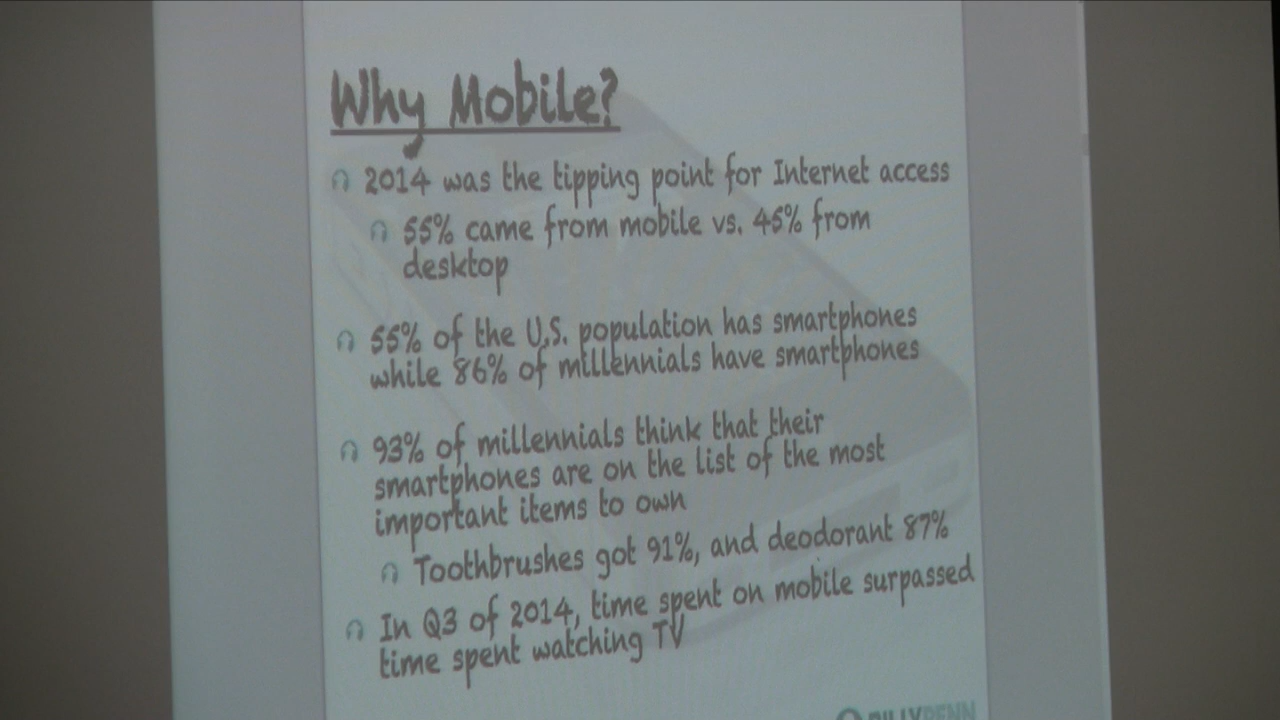 Why Mobile?
2014 was the tipping point for Internet access
55% came from mobile vs. 45% from
desktop
55% of the U.S. population has smartphones
while 86% of millennials have smartphones
93% of millennials think that their
smartphones are on the list of the most
important items to own
Toothbrushes got 91%, and deodorant 87%
In Q3 of 2014, time spent on mobile surpassed
time spent watching TV
BILLYPENN